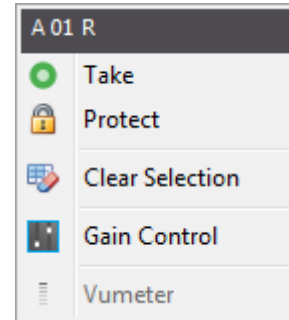 A 01 R
Take
Protect
Clear Selection
Gain Control
Vumeter